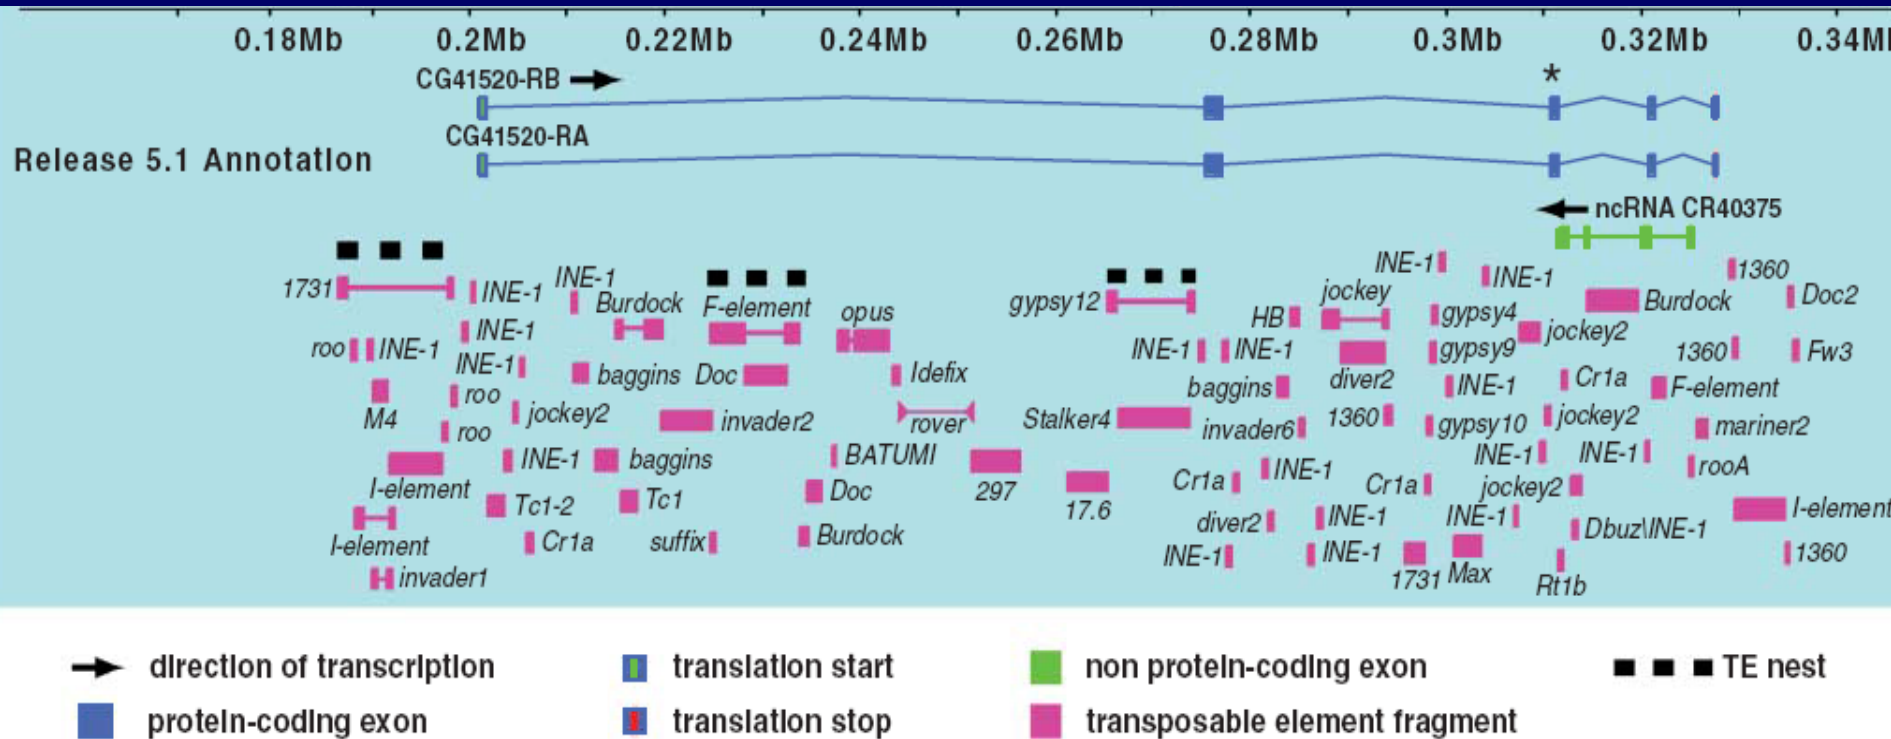 0.18Mb 0.2Mb 0.22Mb 0.24Mb 0.26Mb 0.28Mb 0.3Mb 0.32Mb 0.34M
CG41520-RB *
CG41520-RA
Release 5.1 Annotation
ncRNA CR40375
INE-1 1360
1731 INE-1 INE-1 INE-1 Doc2
Burdock F-element opus gypsy12 HB jockey gypsy4 Burdock
INE-1 jockey2
roo INE-1 INE-1 INE-1 gypsy9 1360 Fw3
INE-1 baggins Doc Idefix baggins diver2 INE-1 Cr1a F-element
M4 roo jockey2 invader2 rover Stalker4 invader6 1360 gypsy10 jockey2 mariner2
roo
INE-1 baggins BATUMI INE-1 INE-1 INE-1 rooA
I-element Doc 297 Cr1a Cr1a jockey2
Tc1-2 Tc1 17.6 diver2 INE-1 INE-1 I-element
I-element Cr1a suffix Burdock INE-1 INE-1 Dbuz\INE-1 1360
invader1 1731 Max Rt1b
direction of transcription translation start non protein-coding exon TE nest
protein-coding exon translation stop transposable element fragment